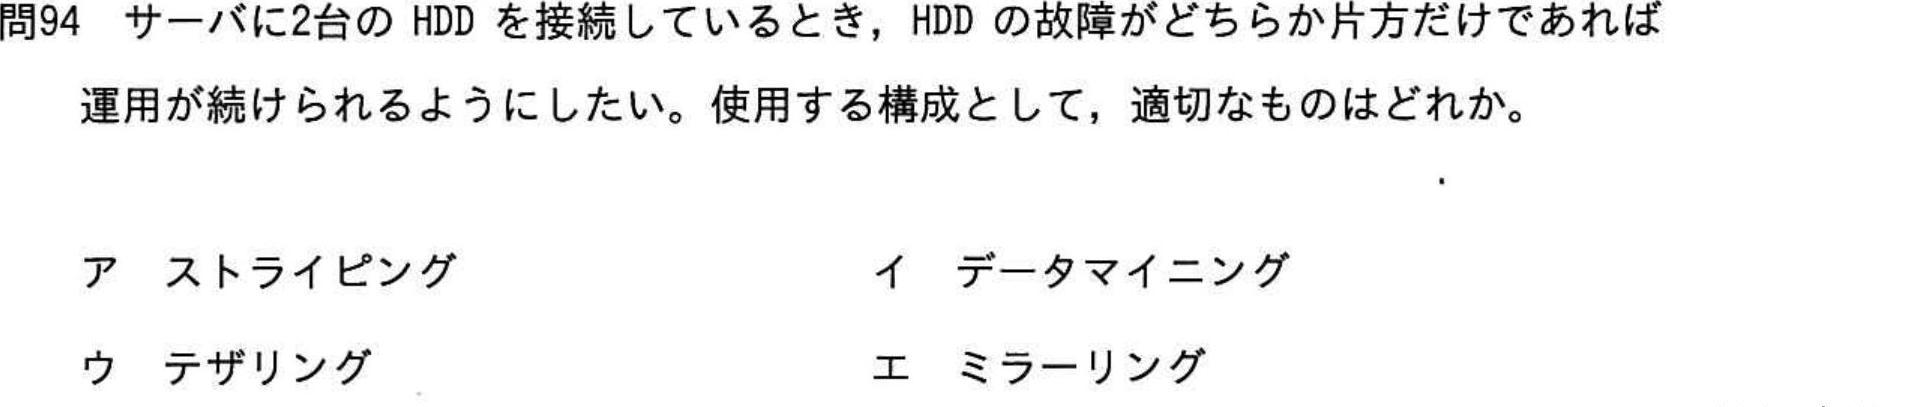 問94 サーバに2台の HDD を接続しているとき，HDD の故障がどちらか片方だけであれば
運用が続けられるようにしたい。使用する構成として，適切なものはどれか。
ア ストライピング イ データマイニング
ウ テザリング エ ミラーリング